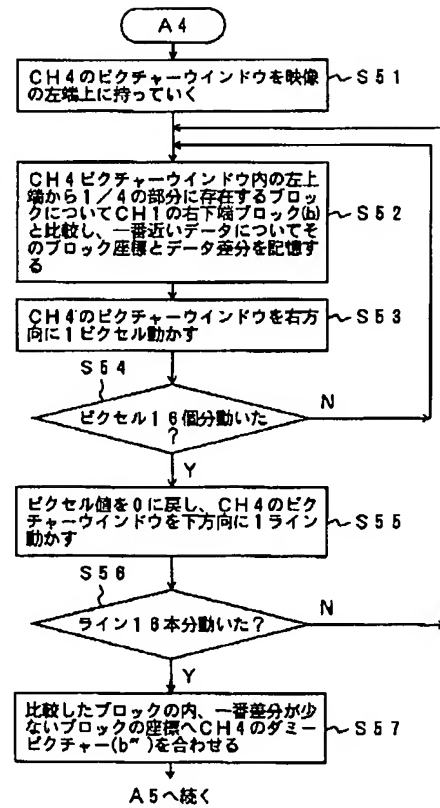 A4
CH4のピクチャーウインドウを映像
の左端上に持っていく
S51
CH4ピクチャーウインドウ内の左上
端から1/4の部分に存在するブロッ
クについてCH1の右下端ブロック(b)
と比較し、一番近いデータについてそ
のブロック座標とデータ差分を記憶す
る
S52
CH4のピクチャーウインドウを右方
向に1ピクセル動かす
S53
S54
ピクセル16個分動いた
?
N
Y
ピクセル値を0に戻し、CH4のピク
チャーウインドウを下方向に1ライン
動かす
S55
S56
ライン16本分動いた?
N
Y
比較したブロックの内、一番差分が少
ないブロックの座標へCH4のダミー
ピクチャー(b‴)を合わせる
S57
A5へ続く